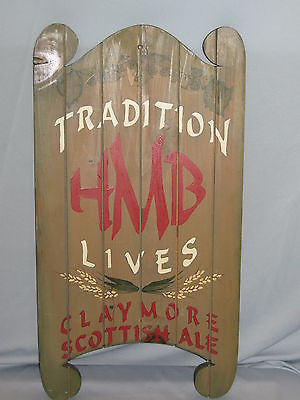 TRADITION
HMB
LIVES
CLAYMORE
SCOTTISH ALE